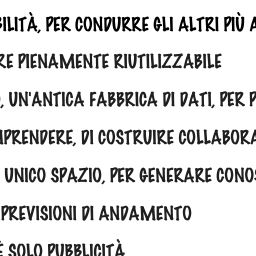 BILITÀ, PER CONDURRE GLI ALTRI PIÙ A
RE PIENAMENTE RIUTILIZZABILE
, UN'ANTICA FABBRICA DI DATI, PER P
MPRENDERE, DI COSTRUIRE COLLABORA
UNICO SPAZIO, PER GENERARE CONOS
PREVISIONI DI ANDAMENTO
È SOLO PUBBLICITÀ